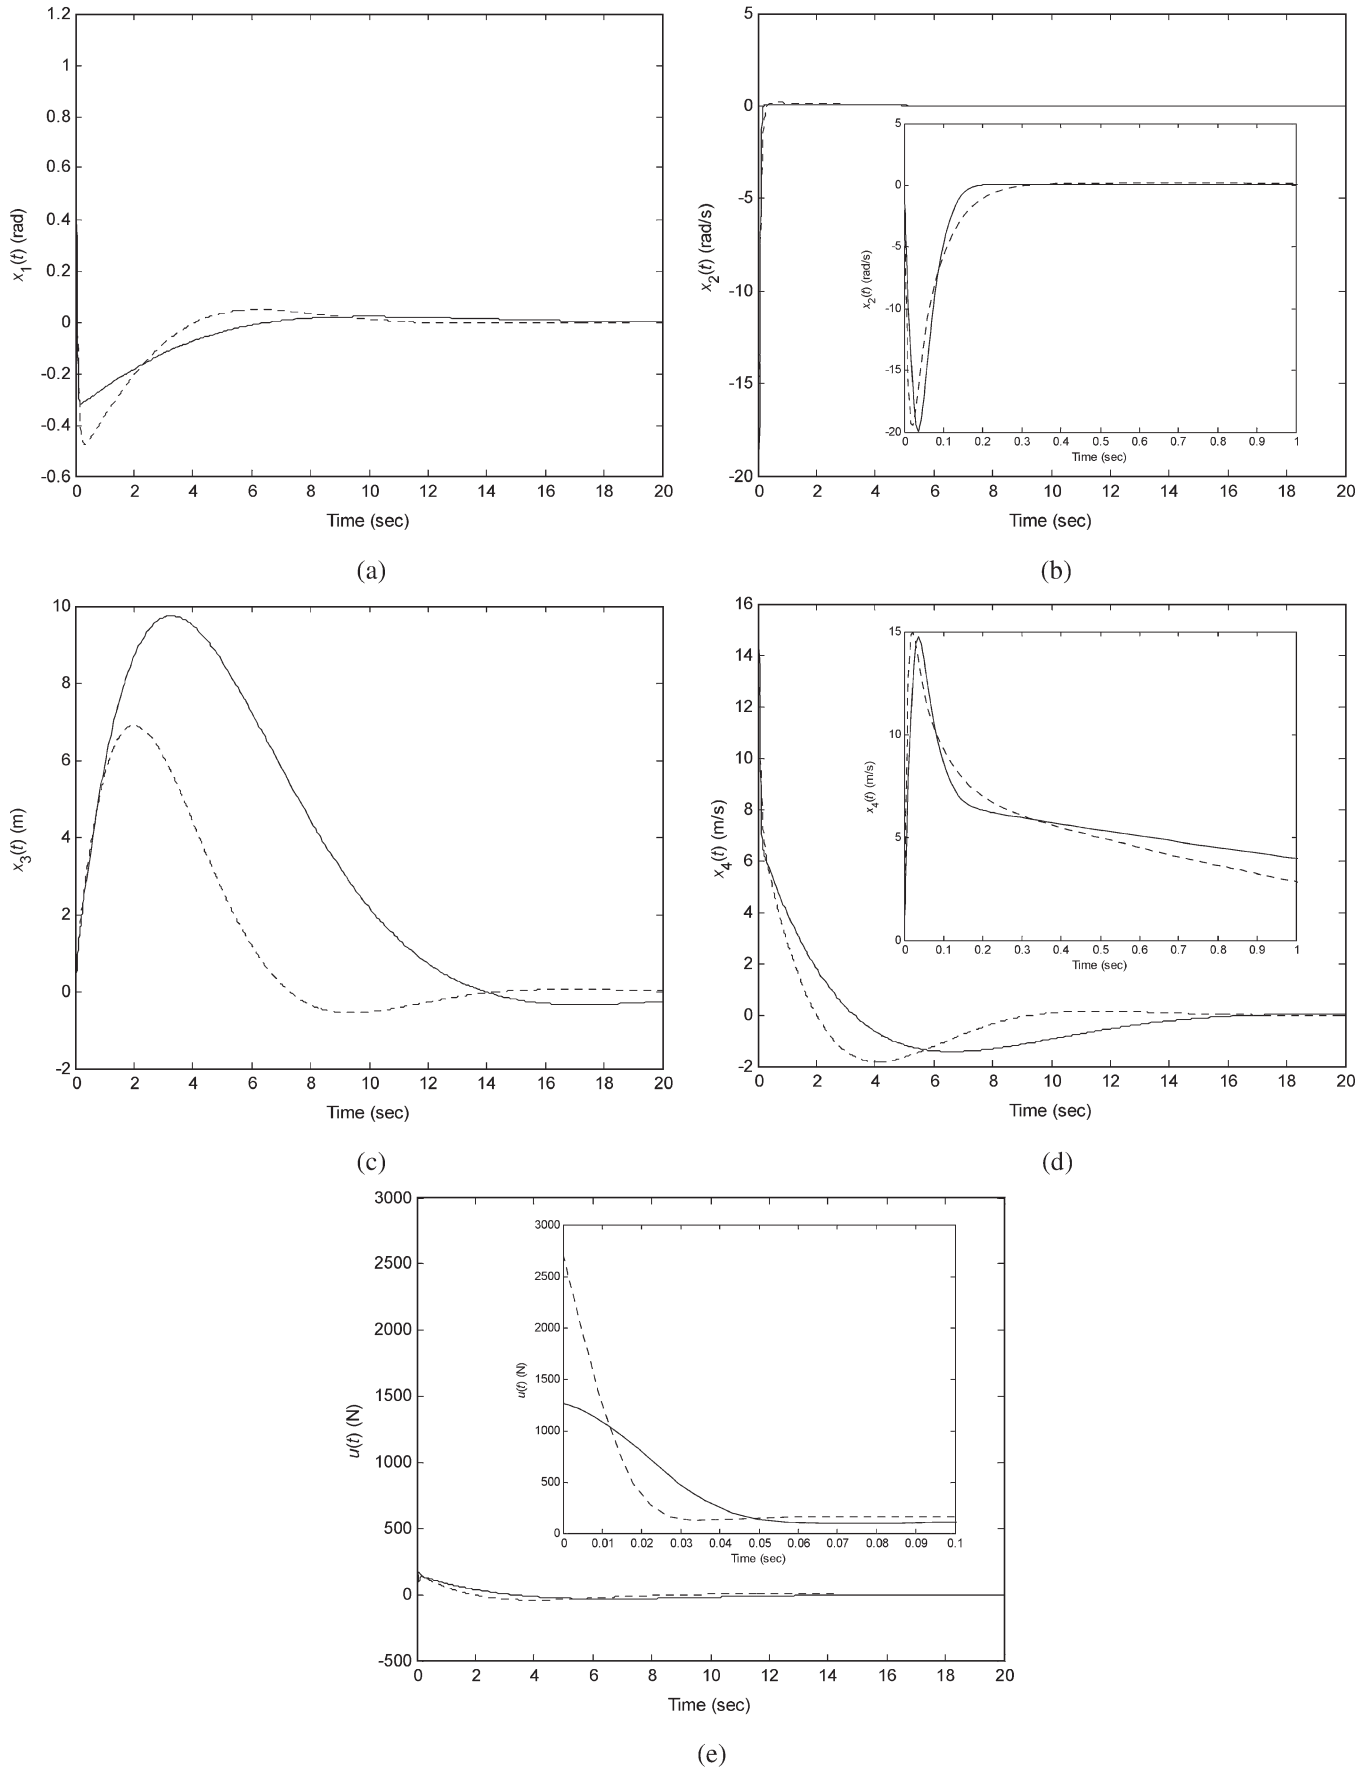 1.2
1
0.8
0.6
0.4
0.2
0
-0.2
-0.4
-0.6
x1(t) (rad)
0 2 4 6 8 10 12 14 16 18 20
Time (sec)
(a)
5
0
-5
-10
-15
-20
x2(t) (rad/s)
5
0
-5
-10
-15
-20
x2(t) (rad/s)
0 0.1 0.2 0.3 0.4 0.5 0.6 0.7 0.8 0.9 1
Time (sec)
0 2 4 6 8 10 12 14 16 18 20
Time (sec)
(b)
10
8
6
4
2
0
-2
x3(t) (m)
0 2 4 6 8 10 12 14 16 18 20
Time (sec)
(c)
16
14
12
10
8
6
4
2
0
-2
x4(t) (m/s)
15
10
5
0
x4(t) (m/s)
0 0.1 0.2 0.3 0.4 0.5 0.6 0.7 0.8 0.9 1
Time (sec)
0 2 4 6 8 10 12 14 16 18 20
Time (sec)
(d)
3000
2500
2000
1500
1000
500
0
-500
u(t) (N)
3000
2500
2000
1500
1000
500
0
u(t) (N)
0 0.01 0.02 0.03 0.04 0.05 0.06 0.07 0.08 0.09 0.1
Time (sec)
0 2 4 6 8 10 12 14 16 18 20
Time (sec)
(e)